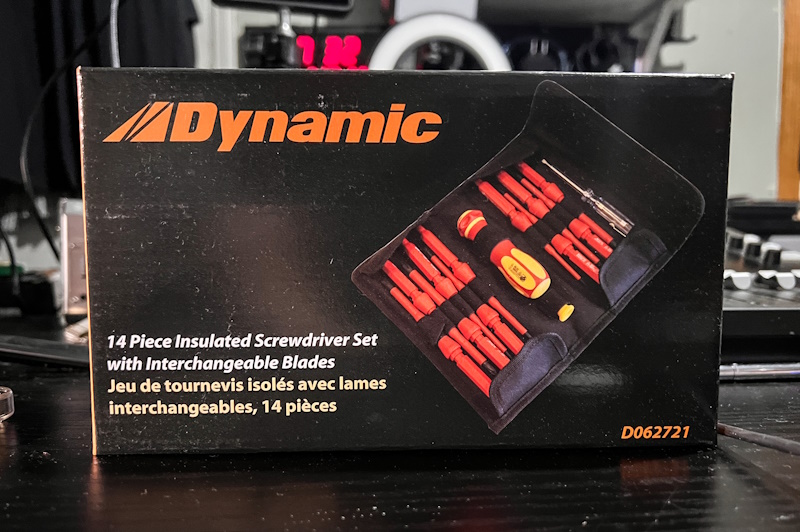 Dynamic
14 Piece Insulated Screwdriver Set
with Interchangeable Blades
Jeu de tournevis isolés avec lames
interchangeables, 14 pièces
D062721